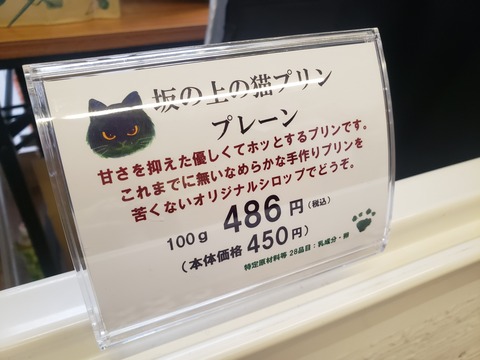 坂の上の猫プリン
プレーン
甘さを抑えた優しくてホッとするプリンです。
これまでに無いなめらかな手作りプリンを
苦くないオリジナルシロップでどうぞ。
100g 486円(税込)
(本体価格 450円)
特定原材料等 28品目:乳成分・卵